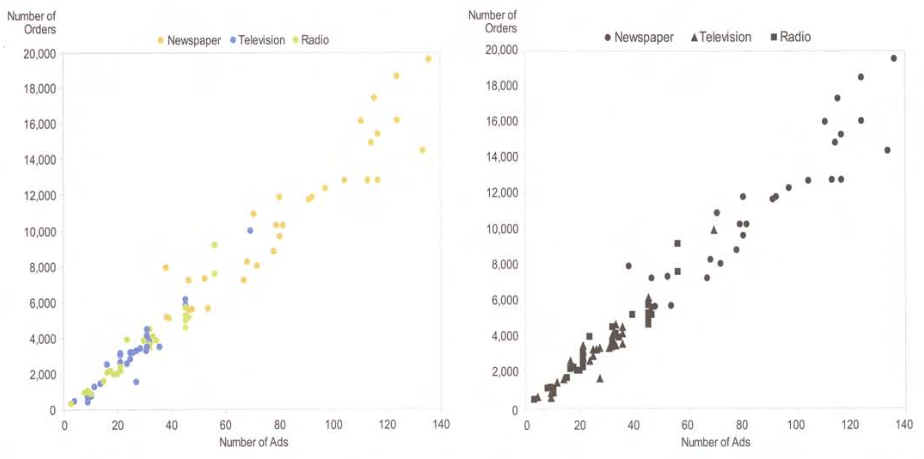 Number of
Orders
Newspaper Television Radio
20,000
18,000
16,000
14,000
12,000
10,000
8,000
6,000
4,000
2,000
0
0 20 40 60 80 100 120 140
Number of Ads
Number of
Orders
Newspaper Television Radio
20,000
18,000
16,000
14,000
12,000
10,000
8,000
6,000
4,000
2,000
0
0 20 40 60 80 100 120 140
Number of Ads